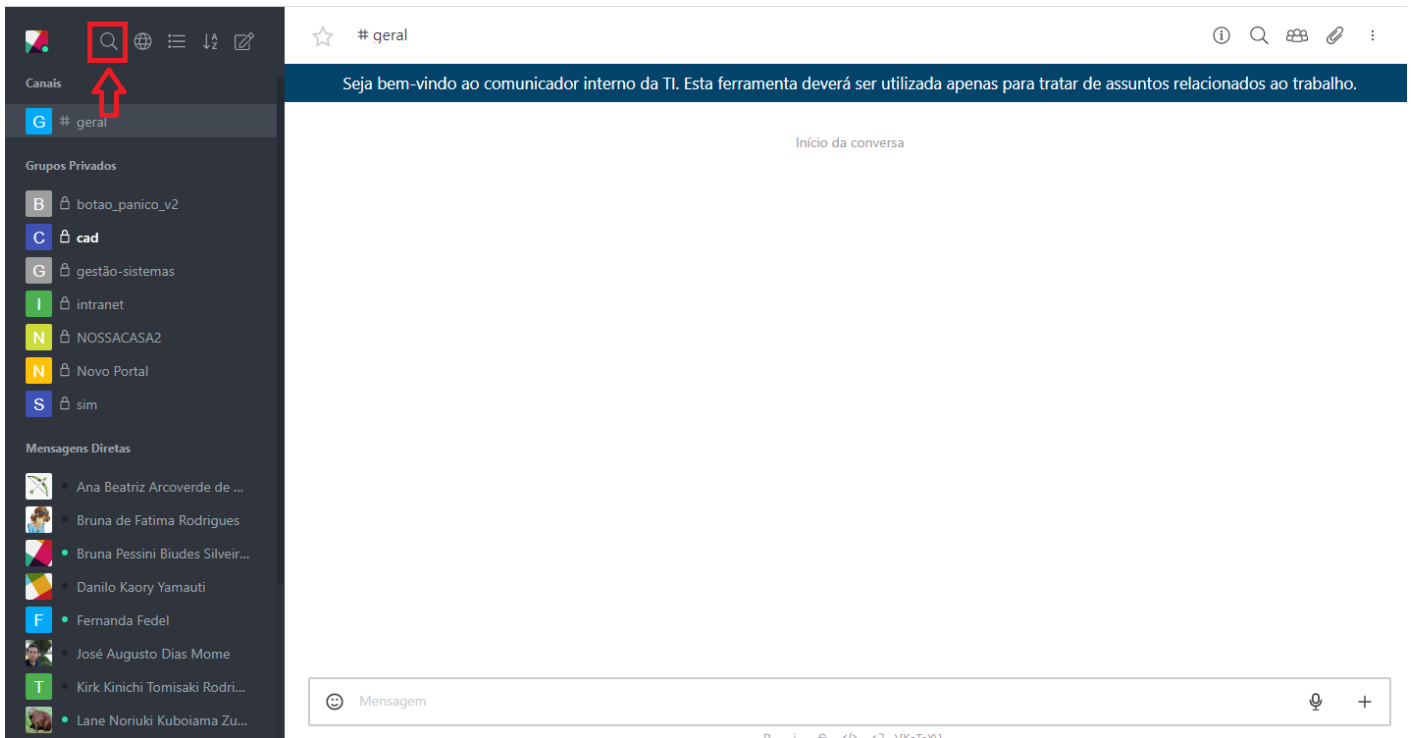 # geral
Seja bem-vindo ao comunicador interno da TI. Esta ferramenta deverá ser utilizada apenas para tratar de assuntos relacionados ao trabalho.
Canais
G # geral
Grupos Privados
B botao_panico_v2
C cad
G gestão-sistemas
I intranet
N NOSSACASA2
N Novo Portal
S sim
Mensagens Diretas
Ana Beatriz Arcoverde de ...
Bruna de Fatima Rodrigues
Bruna Pessini Biudes Silveir...
Danilo Kaory Yamauti
F Fernanda Fedel
José Augusto Dias Mome
T Kirk Kinichi Tomisaki Rodri...
Lane Noriuki Kuboiama Zu...
Início da conversa
Mensagem